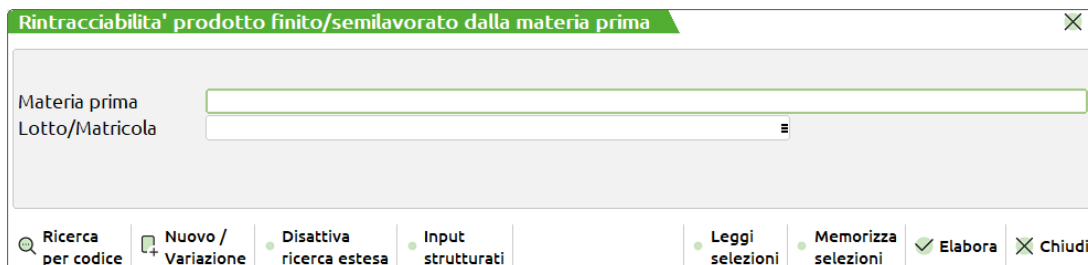 Rintracciabilita' prodotto finito/semilavorato dalla materia prima
Materia prima
Lotto/Matricola
Ricerca per codice
Nuovo / Variazione
Disattiva ricerca estesa
Input strutturati
Leggi selezioni
Memorizza selezioni
Elabora
Chiudi